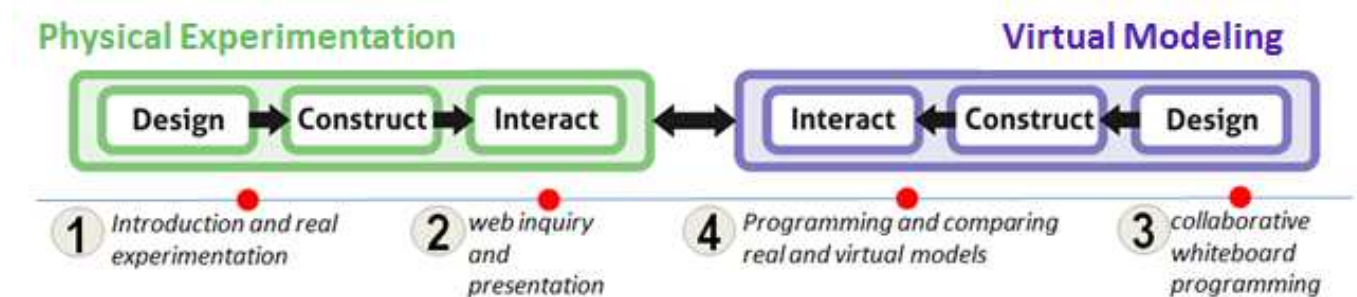 Physical Experimentation
Virtual Modeling
Design
Construct
Interact
Interact
Construct
Design
1
Introduction and real
experimentation
2
web inquiry
and
presentation
4
Programming and comparing
real and virtual models
3
collaborative
whiteboard
programming